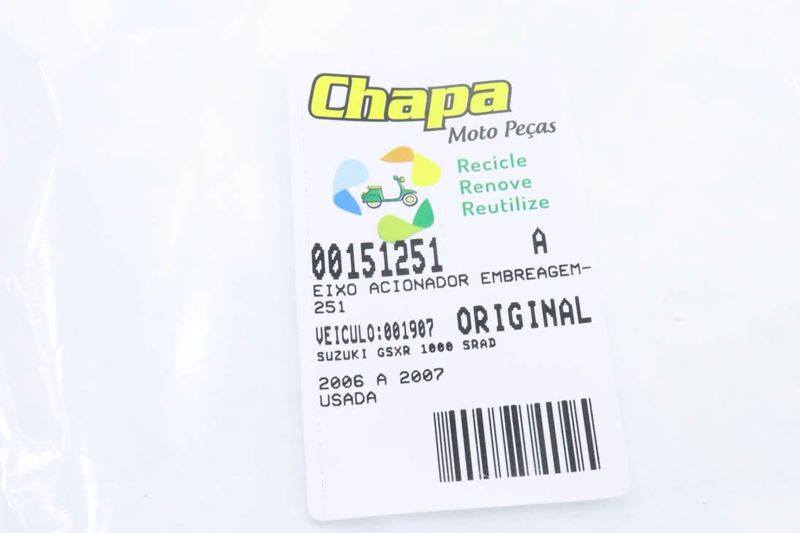 Chapa
Moto Peças
Recicle
Renove
Reutilize
00151251 A
EIXO ACIONADOR EMBREAGEM-
251
VEICULO:001907 ORIGINAL
SUZUKI GSXR 1000 SRAD
2006 A 2007
USADA